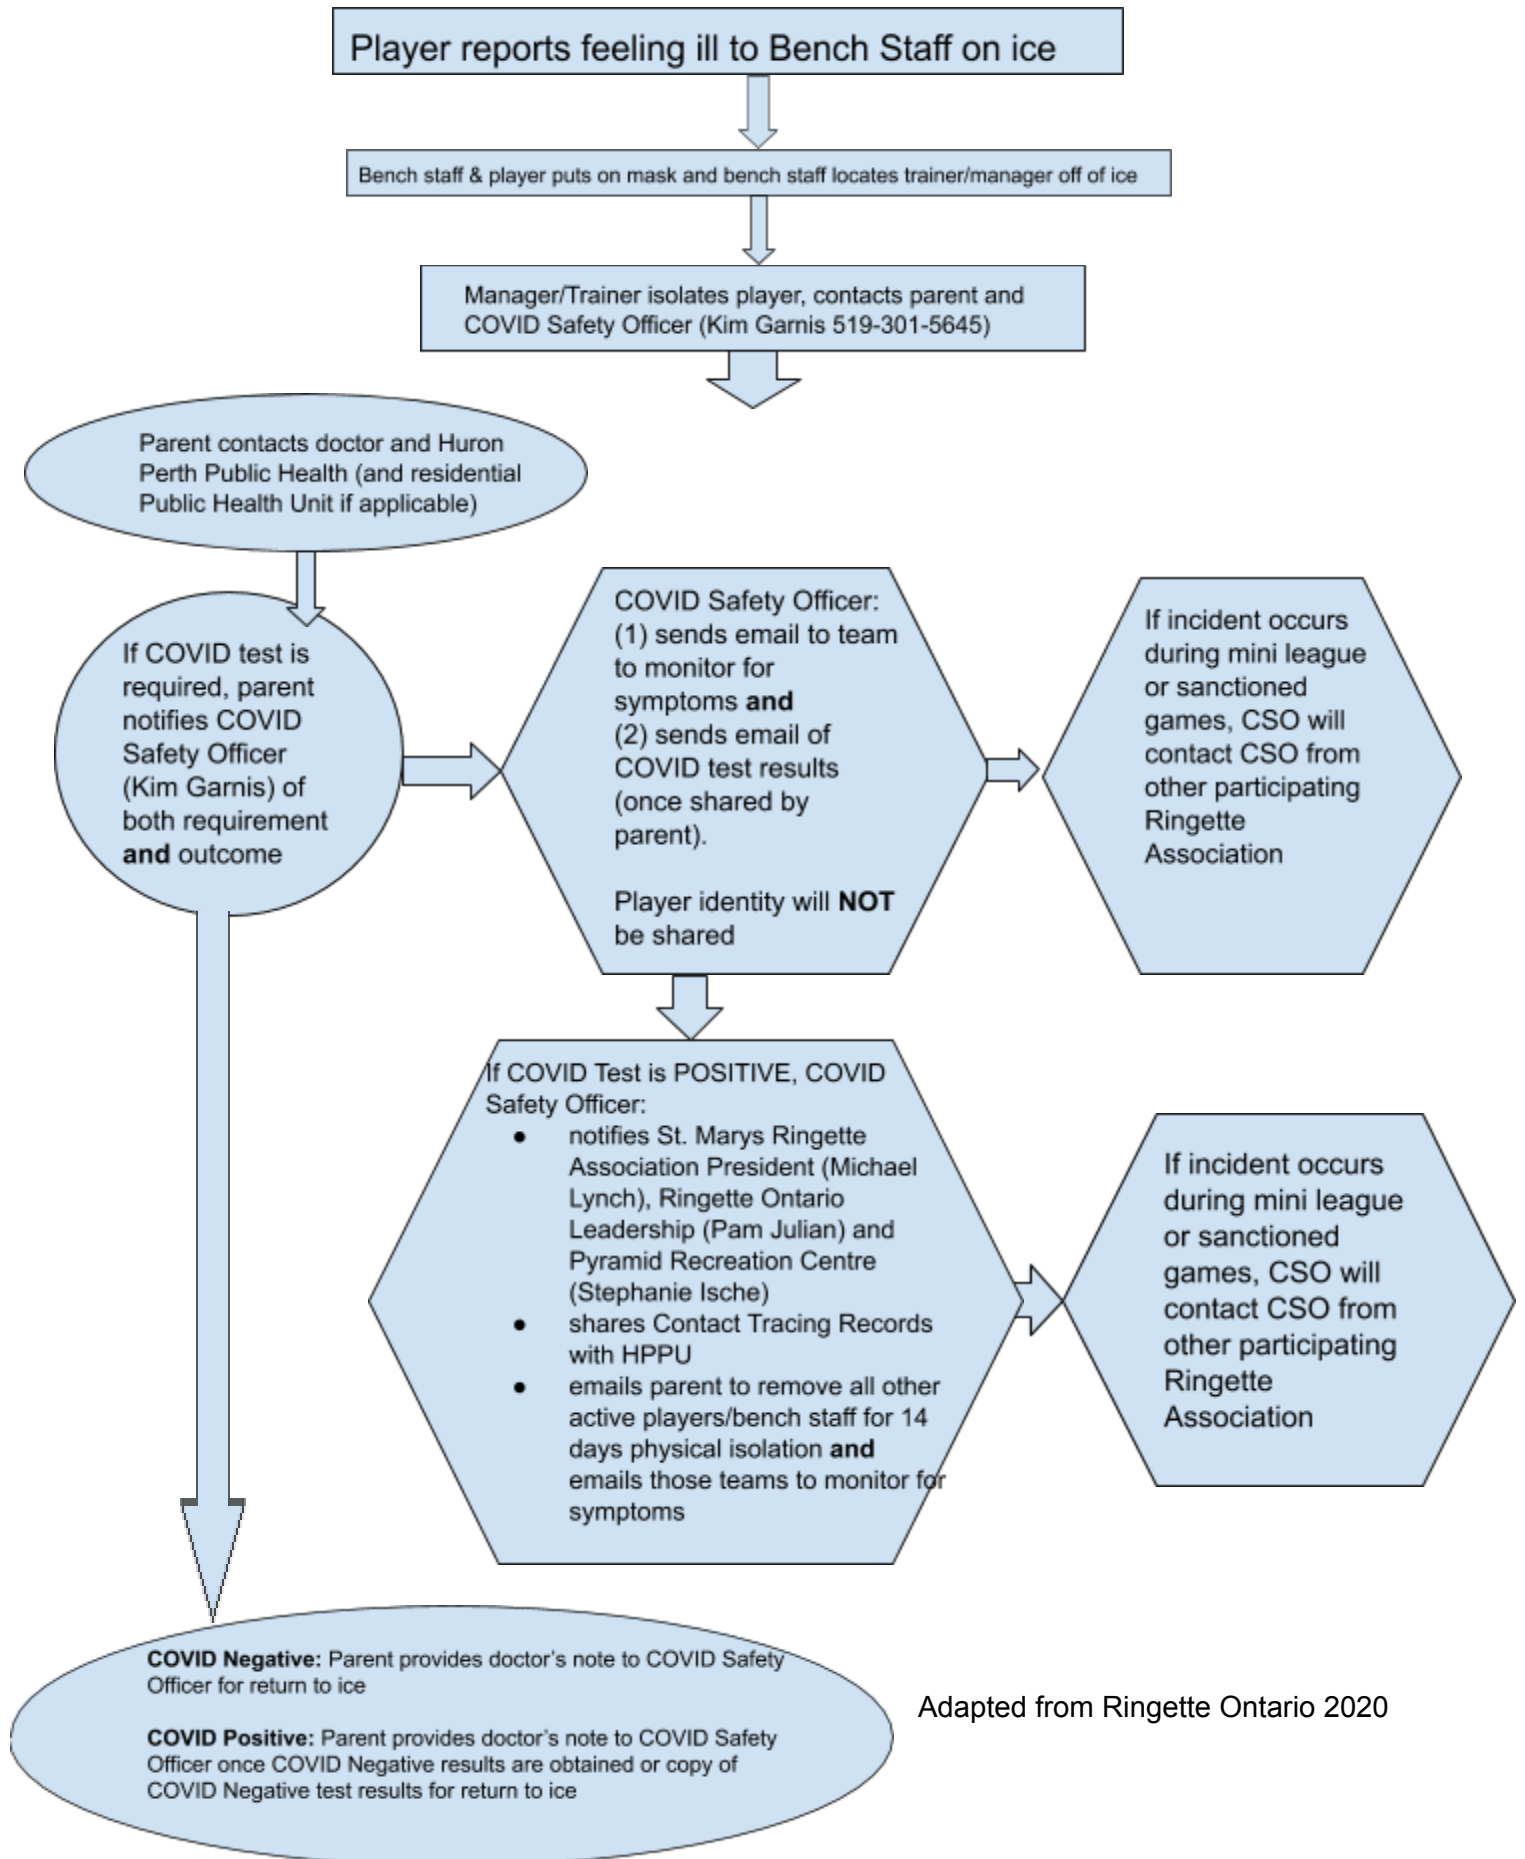 Player reports feeling ill to Bench Staff on ice
Bench staff & player puts on mask and bench staff locates trainer/manager off of ice
Manager/Trainer isolates player, contacts parent and
COVID Safety Officer (Kim Garnis 519-301-5645)
Parent contacts doctor and Huron
Perth Public Health (and residential
Public Health Unit if applicable)
If COVID test is
required, parent
notifies COVID
Safety Officer
(Kim Garnis) of
both requirement
and outcome
COVID Safety Officer:
(1) sends email to team
to monitor for
symptoms and
(2) sends email of
COVID test results
(once shared by
parent).
Player identity will NOT
be shared
If incident occurs
during mini league
or sanctioned
games, CSO will
contact CSO from
other participating
Ringette
Association
If COVID Test is POSITIVE, COVID
Safety Officer:
● notifies St. Marys Ringette
Association President (Michael
Lynch), Ringette Ontario
Leadership (Pam Julian) and
Pyramid Recreation Centre
(Stephanie Ische)
● shares Contact Tracing Records
with HPPU
● emails parent to remove all other
active players/bench staff for 14
days physical isolation and
emails those teams to monitor for
symptoms
If incident occurs
during mini league
or sanctioned
games, CSO will
contact CSO from
other participating
Ringette
Association
COVID Negative: Parent provides doctor's note to COVID Safety
Officer for return to ice
COVID Positive: Parent provides doctor's note to COVID Safety
Officer once COVID Negative results are obtained or copy of
COVID Negative test results for return to ice
Adapted from Ringette Ontario 2020